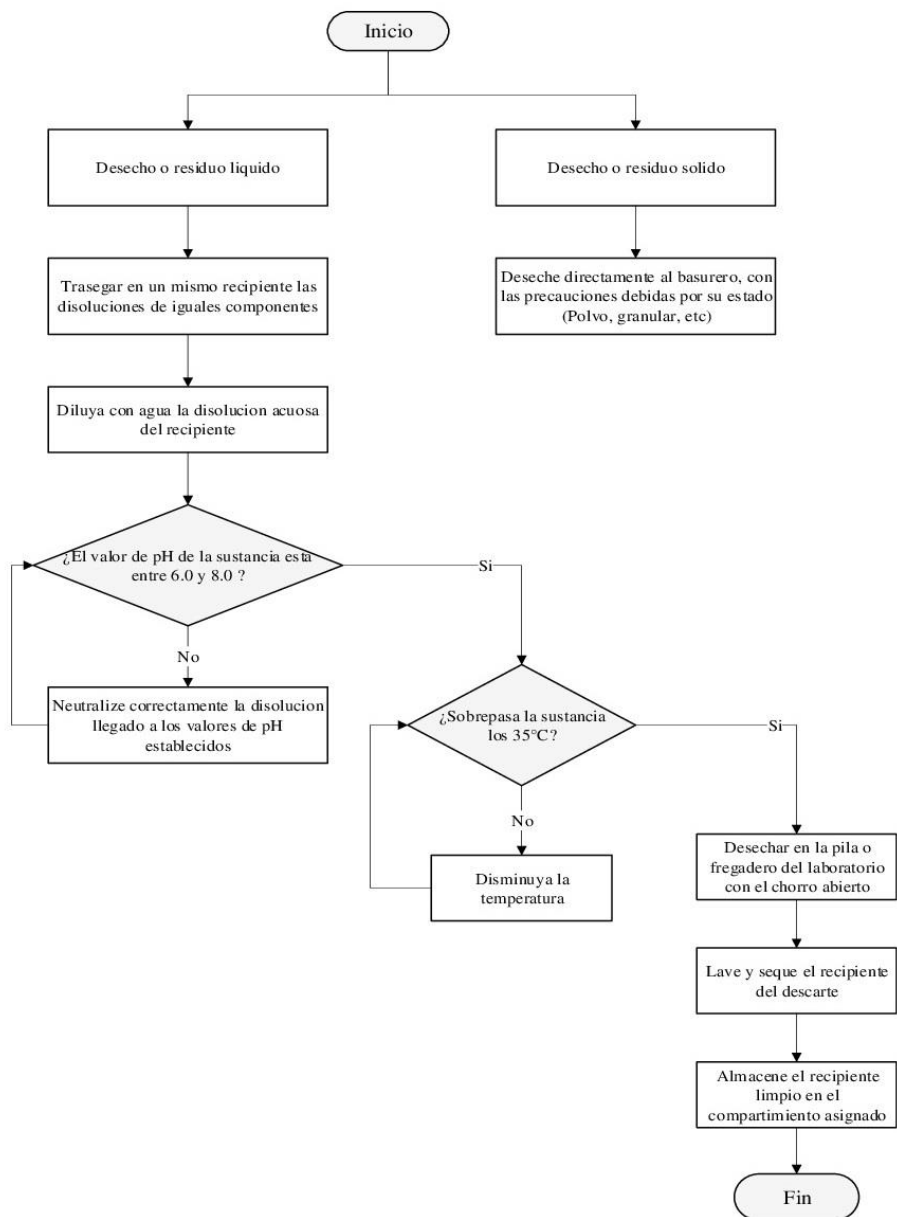 Inicio
Desecho o residuo liquido
Desecho o residuo solido
Trasegar en un mismo recipiente las
disoluciones de iguales componentes
Deseche directamente al basurero, con
las precauciones debidas por su estado
(Polvo, granular, etc)
Diluya con agua la disolucion acuosa
del recipiente
¿El valor de pH de la sustancia esta
entre 6.0 y 8.0 ?
Si
No
Neutralize correctamente la disolucion
llegado a los valores de pH
establecidos
¿Sobrepasa la sustancia
los 35°C?
Si
No
Disminuya la
temperatura
Desechar en la pila o
fregadero del laboratorio
con el chorro abierto
Lave y seque el recipiente
del descarte
Almacene el recipiente
limpio en el
compartimiento asignado
Fin